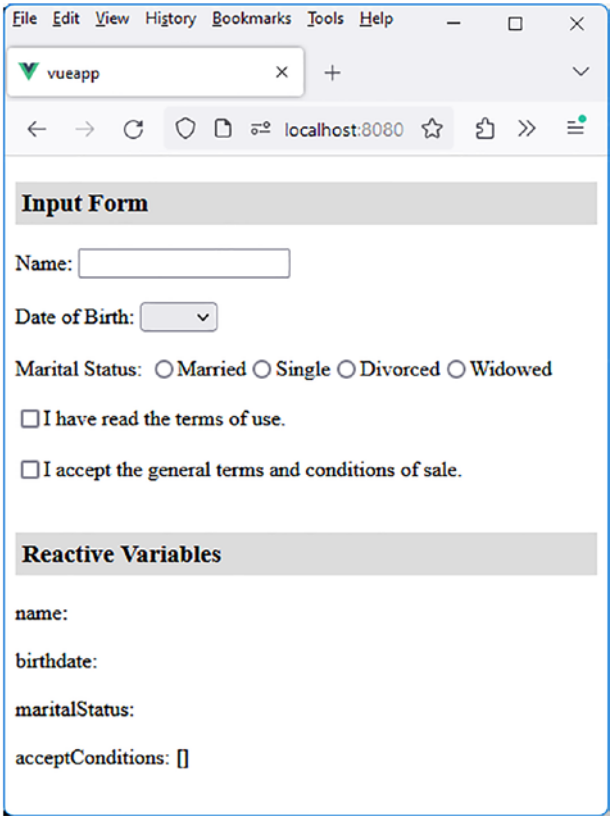 File Edit View History Bookmarks Tools Help
vueapp
localhost:8080
Input Form
Name:
Date of Birth:
Marital Status: Married Single Divorced Widowed
I have read the terms of use.
I accept the general terms and conditions of sale.
Reactive Variables
name:
birthdate:
maritalStatus:
acceptConditions: []